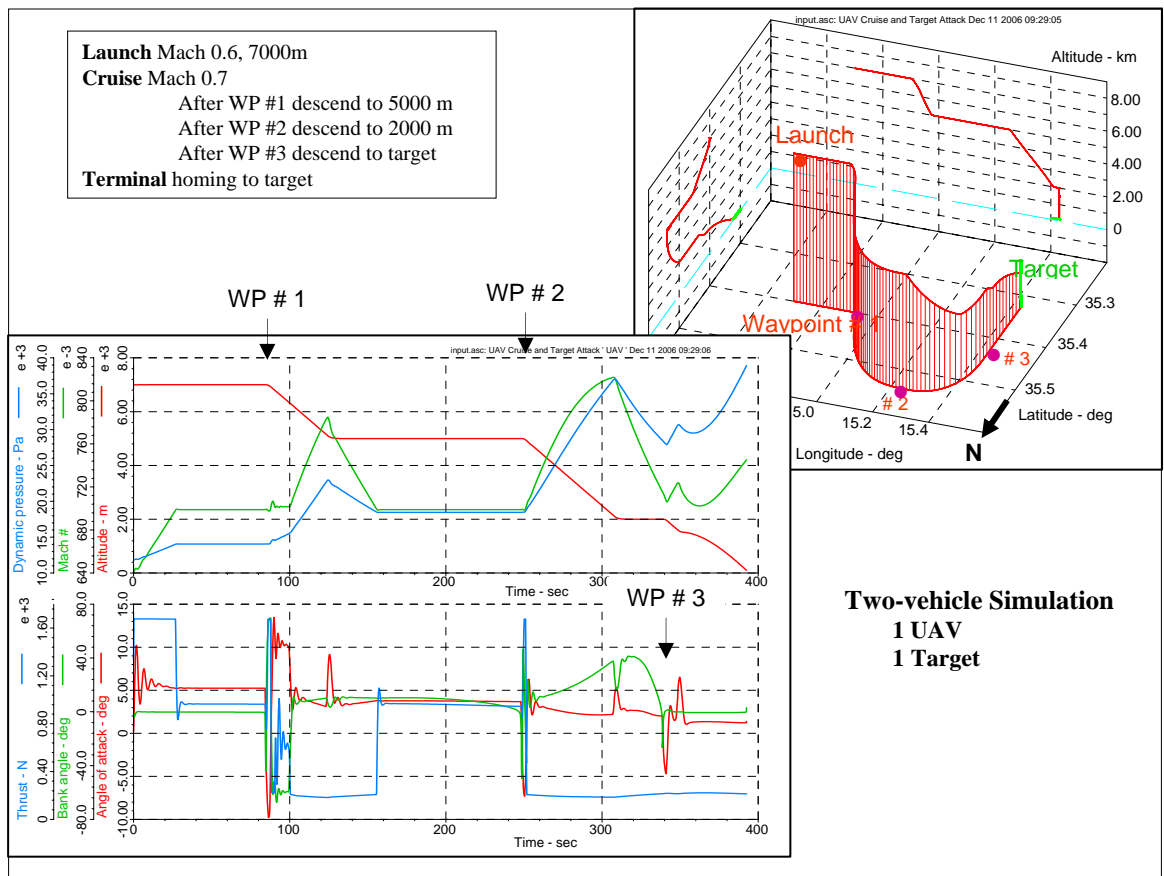 Launch Mach 0.6, 7000m
Cruise Mach 0.7
After WP #1 descend to 5000 m
After WP #2 descend to 2000 m
After WP #3 descend to target
Terminal homing to target
input.asc: UAV Cruise and Target Attack Dec 11 2006 09:29:05
Altitude - km
8.00
6.00
4.00
2.00
0
Launch
Target
Waypoint # 1
# 2
# 3
35.3
35.4
35.5
Latitude - deg
5.0
15.2
15.4
Longitude - deg
N
WP # 1
WP # 2
input.asc: UAV Cruise and Target Attack ' UAV ' Dec 11 2006 09:29:06
Dynamic pressure - Pa
e +3
10.0
15.0
20.0
25.0
30.0
35.0
40.0
Mach #
e -3
640
680
720
760
800
840
Altitude - m
e +3
0
2.00
4.00
6.00
8.00
0
100
200
300
400
Time - sec
WP # 3
Thrust - N
e +3
0
0.40
0.80
1.20
1.60
Bank angle - deg
-80.0
-40.0
0
40.0
80.0
Angle of attack - deg
-10.00
-5.00
0
5.00
10.0
15.0
0
100
200
300
400
Time - sec
Two-vehicle Simulation
1 UAV
1 Target